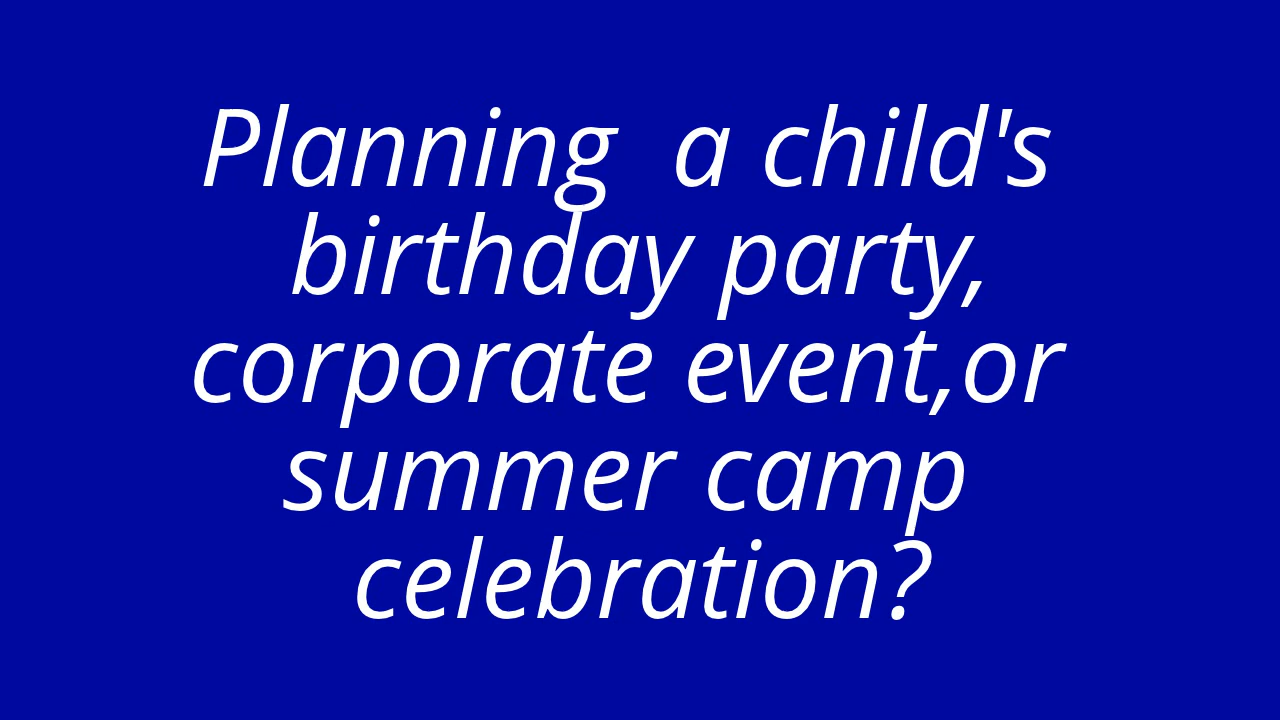 Planning  a child's
birthday party,
corporate event,or
summer camp
celebration?